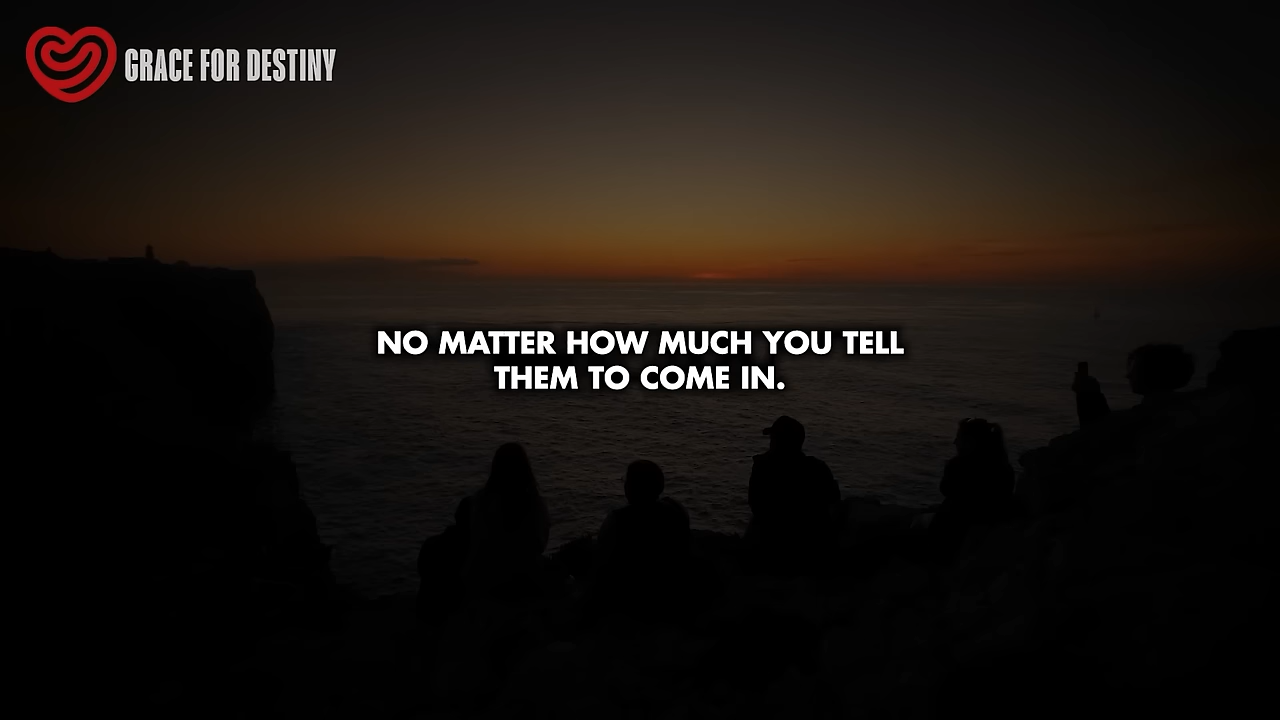 GRACE FOR DESTINY
NO MATTER HOW MUCH YOU TELL
THEM TO COME IN.